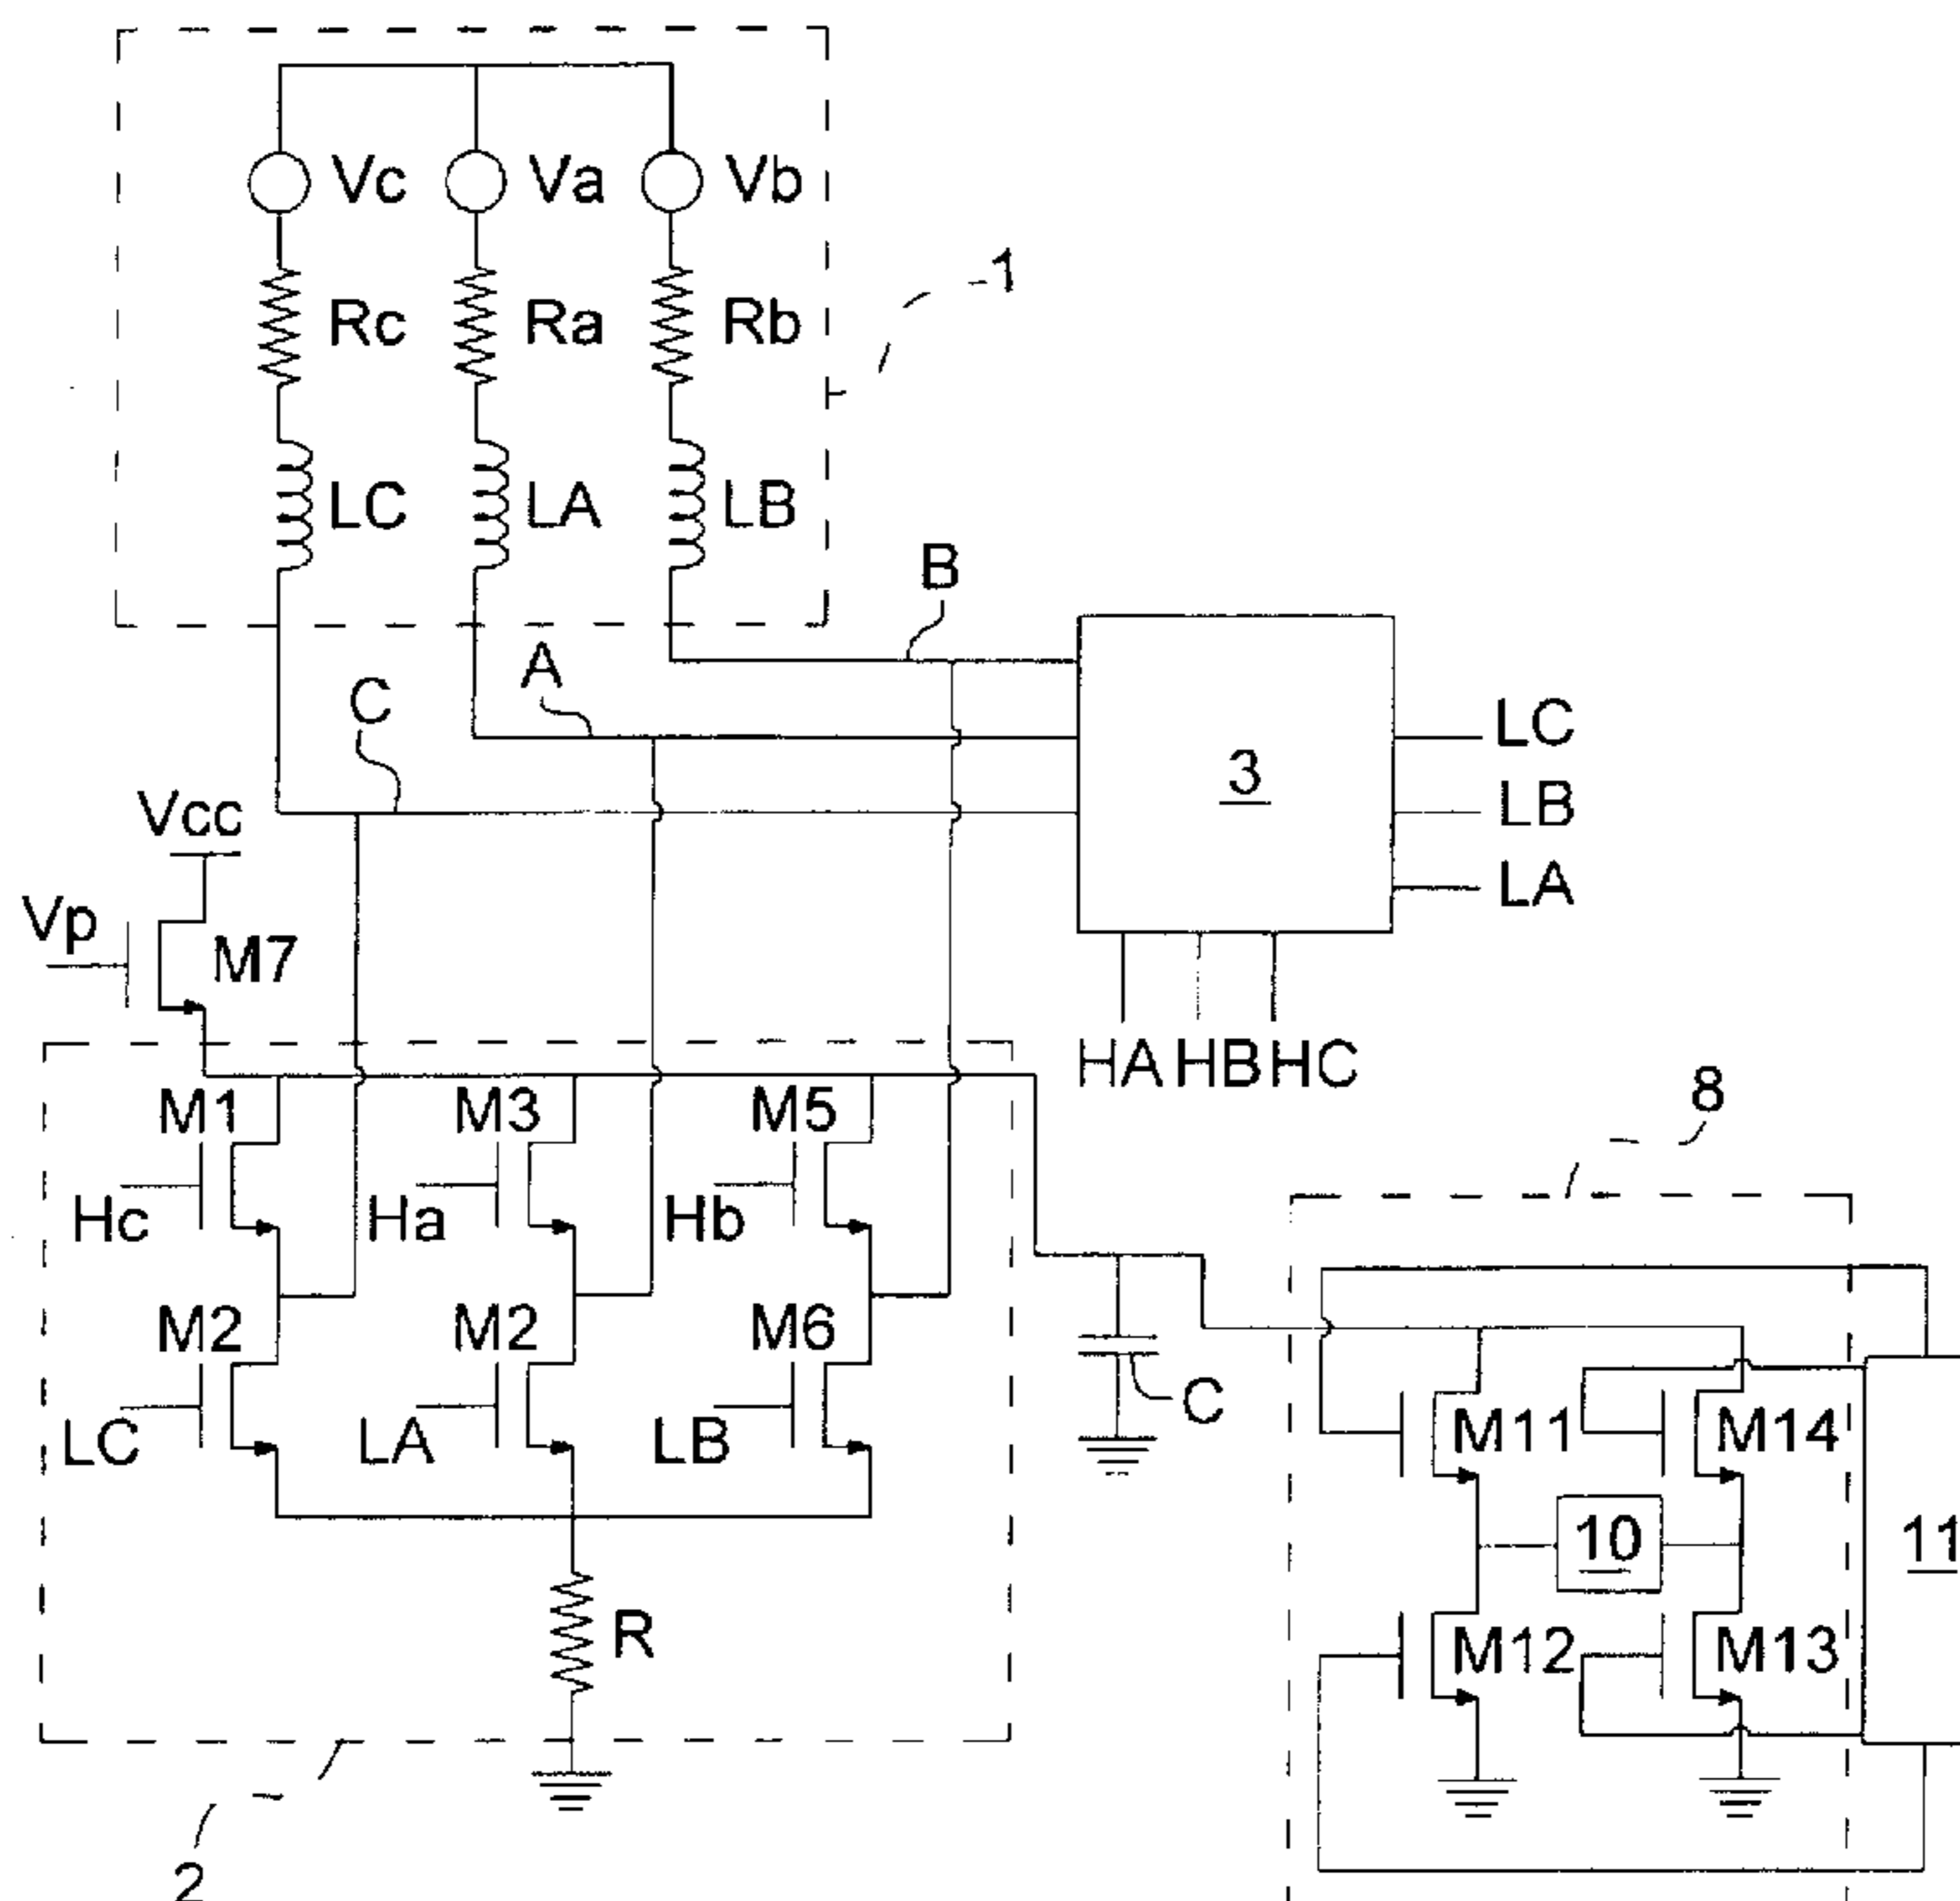 Vc Va Vb
1
Rc Ra Rb
LC LA LB
B
A
C
3
LC
LB
LA
Vcc
Vp
M7
HA HB HC
8
M1 M3 M5
Hc Ha Hb
M2 M2 M6
LC LA LB
C
M11 M14
10
11
M12 M13
R
2